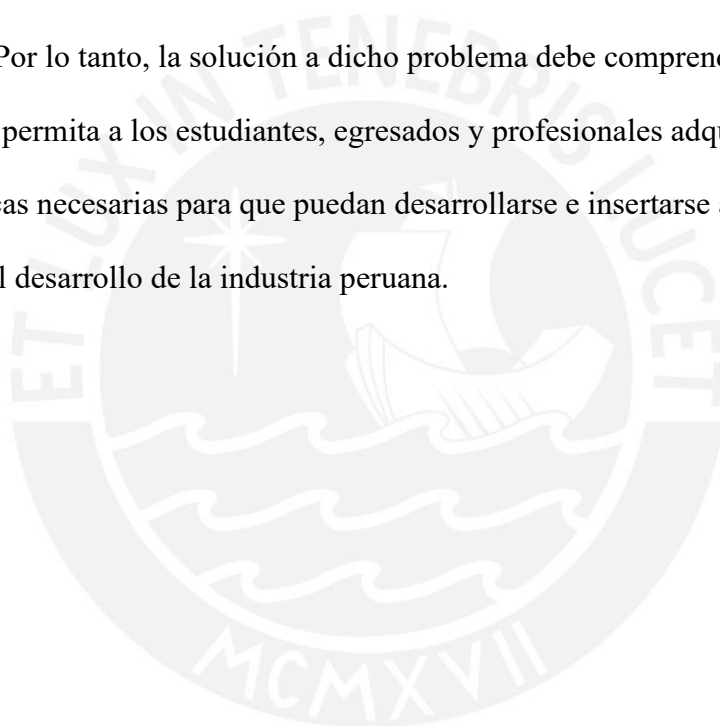 Por lo tanto, la solución a dicho problema debe
permita a los estudiantes, egresados y profesionales
necesarias para que puedan desarrollarse e insertarse
desarrollo de la industria peruana.
ET LUX IN TENEBRIS LUCET
MCMXVII